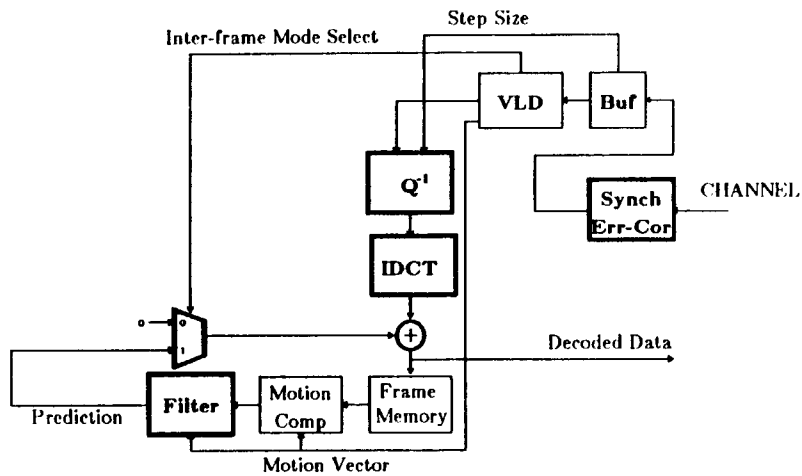 Step Size
Inter-frame Mode Select
VLD
Buf
Q⁻¹
Synch
Err-Cor
CHANNEL
IDCT
0
0
1
+
Decoded Data
Prediction
Filter
Motion
Comp
Frame
Memory
Motion Vector